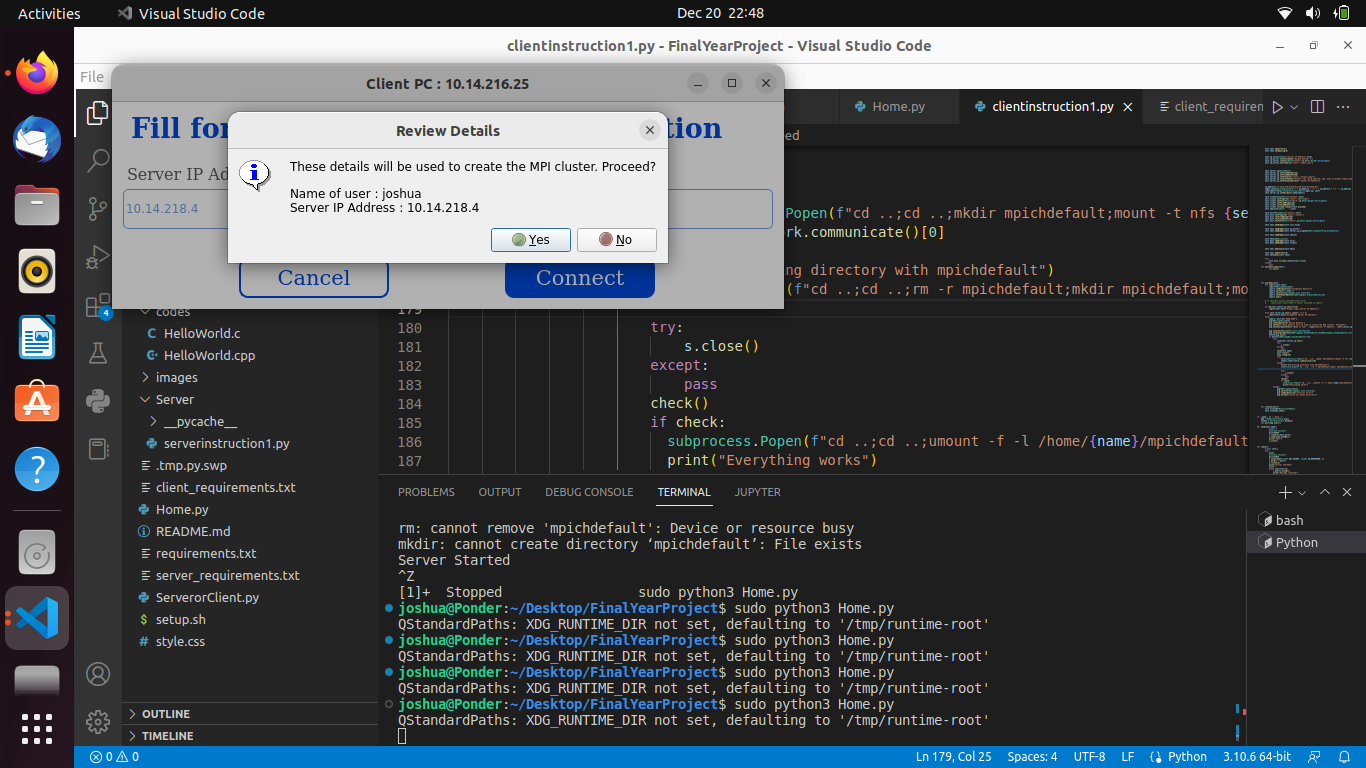 Activities
Visual Studio Code
Dec 20 22:48
clientinstruction1.py - FinalYearProject - Visual Studio Code
File
Client PC : 10.14.216.25
Server IP
10.14.218.4
Cancel
Connect
Review Details
These details will be used to create the MPI cluster. Proceed?
Name of user : joshua
Server IP Address : 10.14.218.4
Yes
No
Home.py
clientinstruction1.py
codes
HelloWorld.c
HelloWorld.cpp
images
Server
__pycache__
serverinstruction1.py
.tmp.py.swp
client_requirements.txt
Home.py
README.md
requirements.txt
server_requirements.txt
ServerorClient.py
setup.sh
style.css
OUTLINE
TIMELINE
4
Popen(f"cd ..;cd ..;mkdir mpichdefault;mount -t nfs {se
rk.communicate()[0]
ng directory with mpichdefault")
(f"cd ..;cd ..;rm -r mpichdefault;mkdir mpichdefault;mo
179
180 try:
181 s.close()
182 except:
183 pass
184 check()
185 if check:
186 subprocess.Popen(f"cd ..;cd ..;umount -f -l /home/{name}/mpichdefault
187 print("Everything works")
PROBLEMS
OUTPUT
DEBUG CONSOLE
TERMINAL
JUPYTER
rm: cannot remove 'mpichdefault': Device or resource busy
mkdir: cannot create directory ‘mpichdefault’: File exists
Server Started
^Z
[1]+  Stopped                 sudo python3 Home.py
joshua@Ponder:~/Desktop/FinalYearProject$ sudo python3 Home.py
QStandardPaths: XDG_RUNTIME_DIR not set, defaulting to '/tmp/runtime-root'
joshua@Ponder:~/Desktop/FinalYearProject$ sudo python3 Home.py
QStandardPaths: XDG_RUNTIME_DIR not set, defaulting to '/tmp/runtime-root'
joshua@Ponder:~/Desktop/FinalYearProject$ sudo python3 Home.py
QStandardPaths: XDG_RUNTIME_DIR not set, defaulting to '/tmp/runtime-root'
joshua@Ponder:~/Desktop/FinalYearProject$ sudo python3 Home.py
QStandardPaths: XDG_RUNTIME_DIR not set, defaulting to '/tmp/runtime-root'
bash
Python
0 0
Ln 179, Col 25
Spaces: 4
UTF-8
LF
Python
3.10.6 64-bit